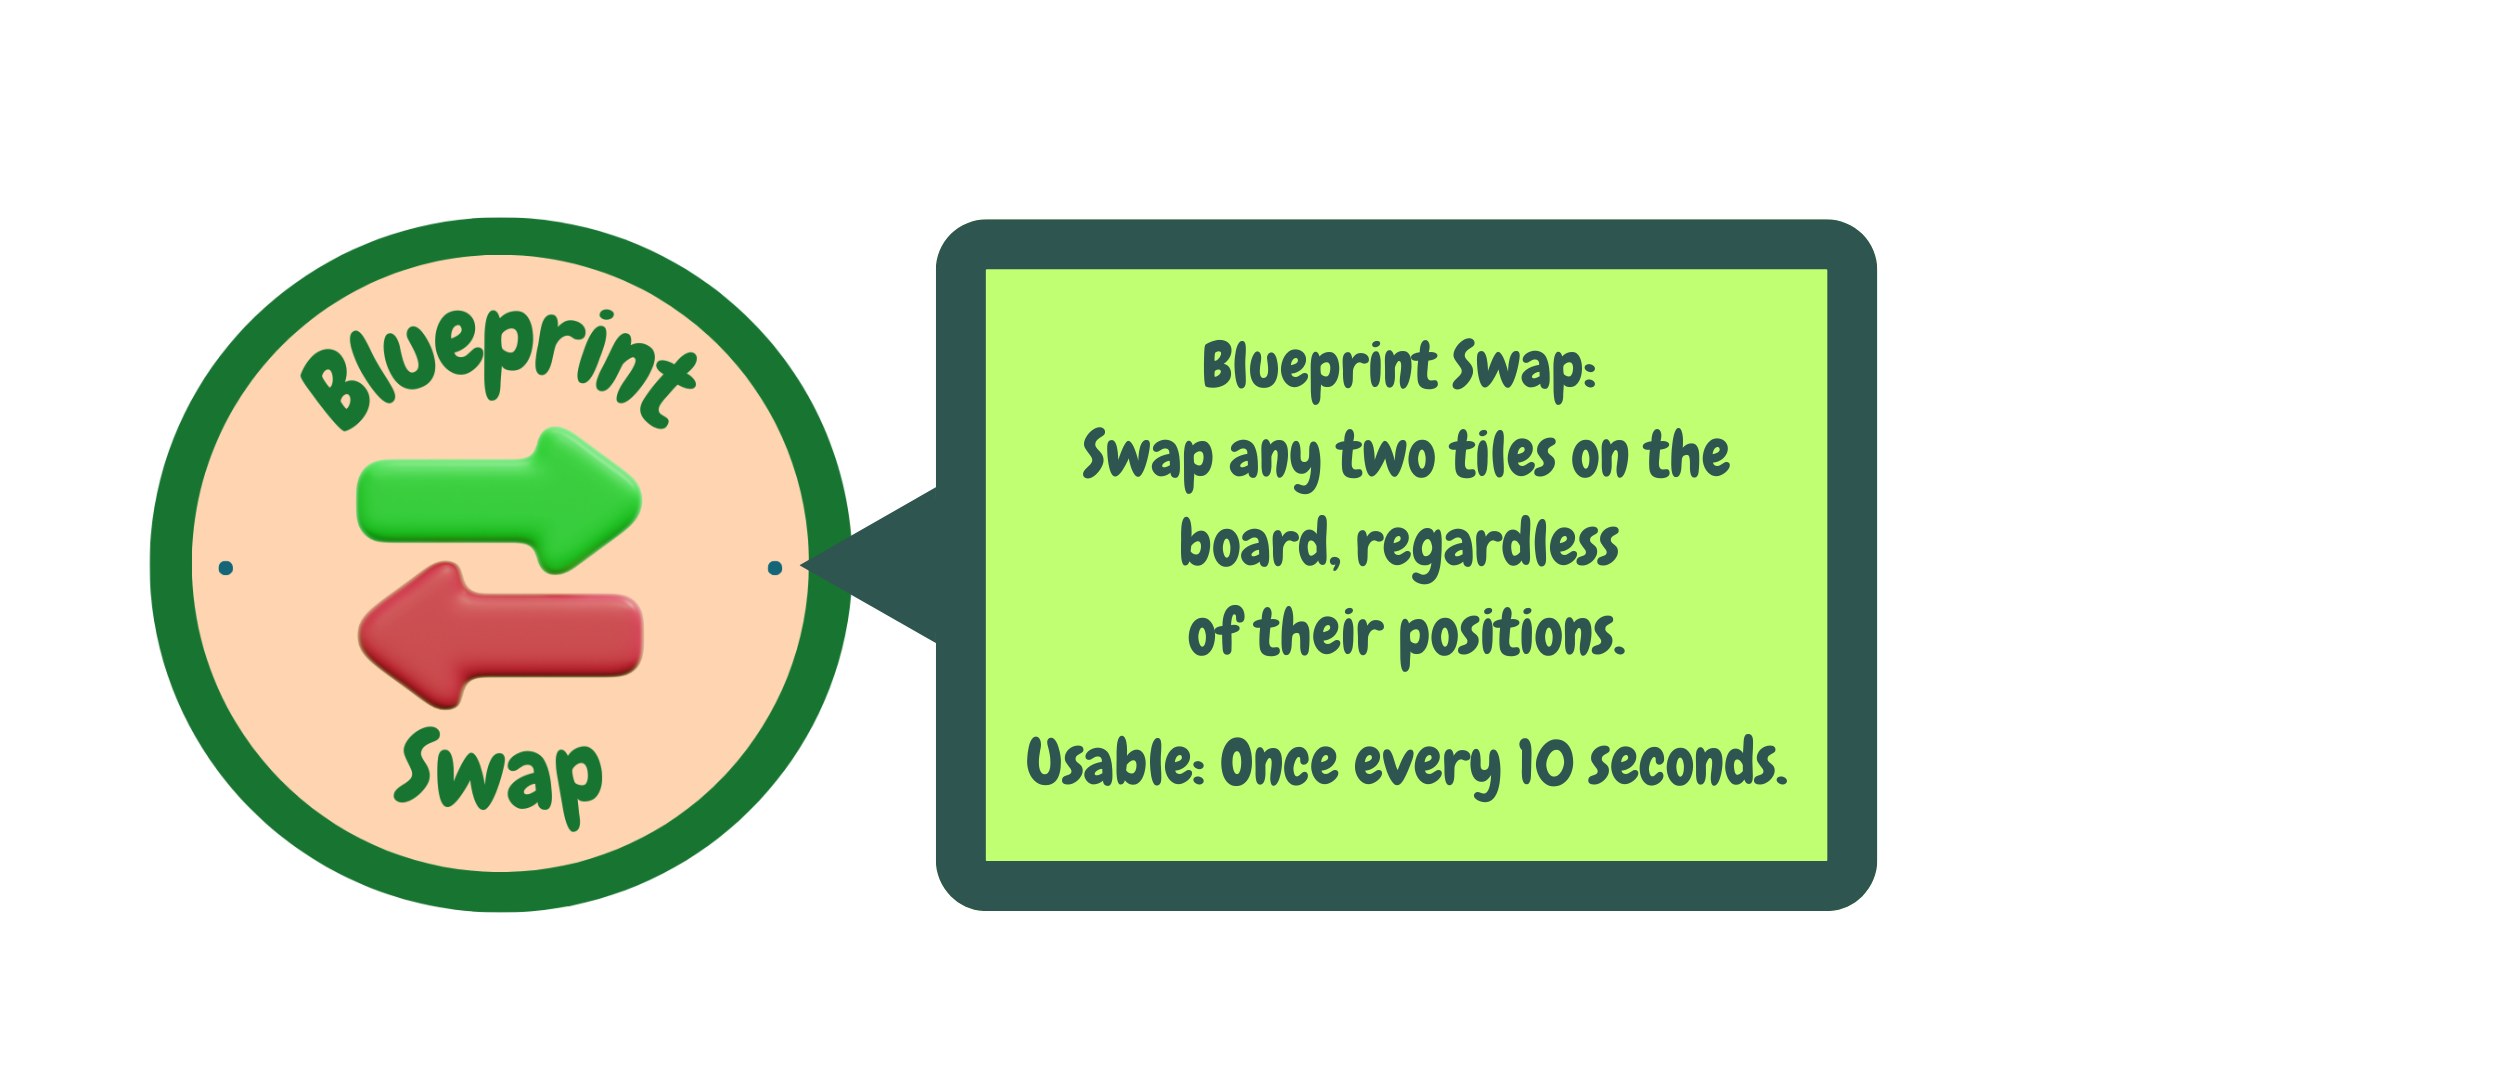 Blueprint
Swap
Blueprint Swap:
Swap any two tiles on the
board, regardless
of their positions.
Usable: Once every 10 seconds.